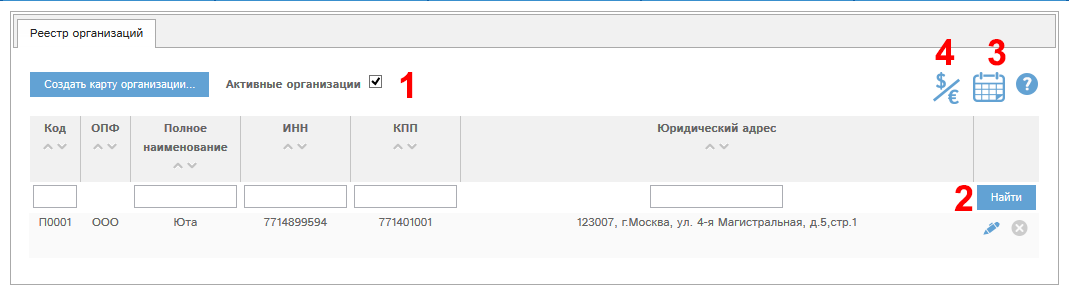 Реестр организаций
4 3
Создать карту организации... Активные организации 1 $/€ ?
Код ОПФ Полное наименование ИНН КПП Юридический адрес
2 Найти
П0001 ООО Юта 7714899594 771401001 123007, г.Москва, ул. 4-я Магистральная, д.5,стр.1